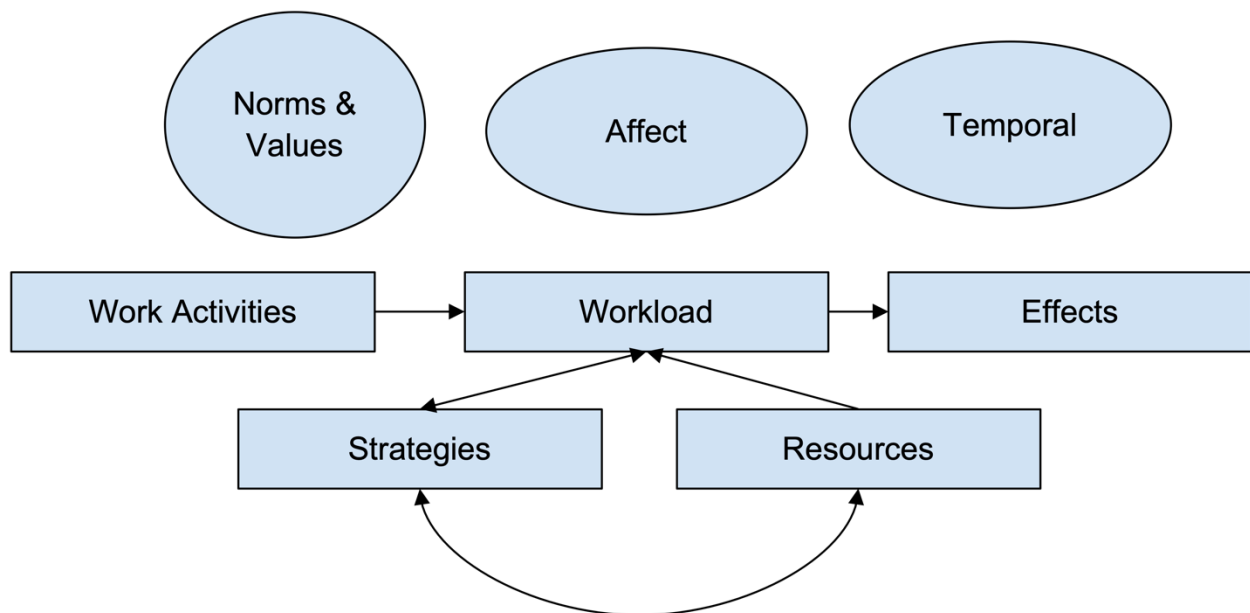 Norms &
Values
Affect
Temporal
Work Activities
Workload
Effects
Strategies
Resources